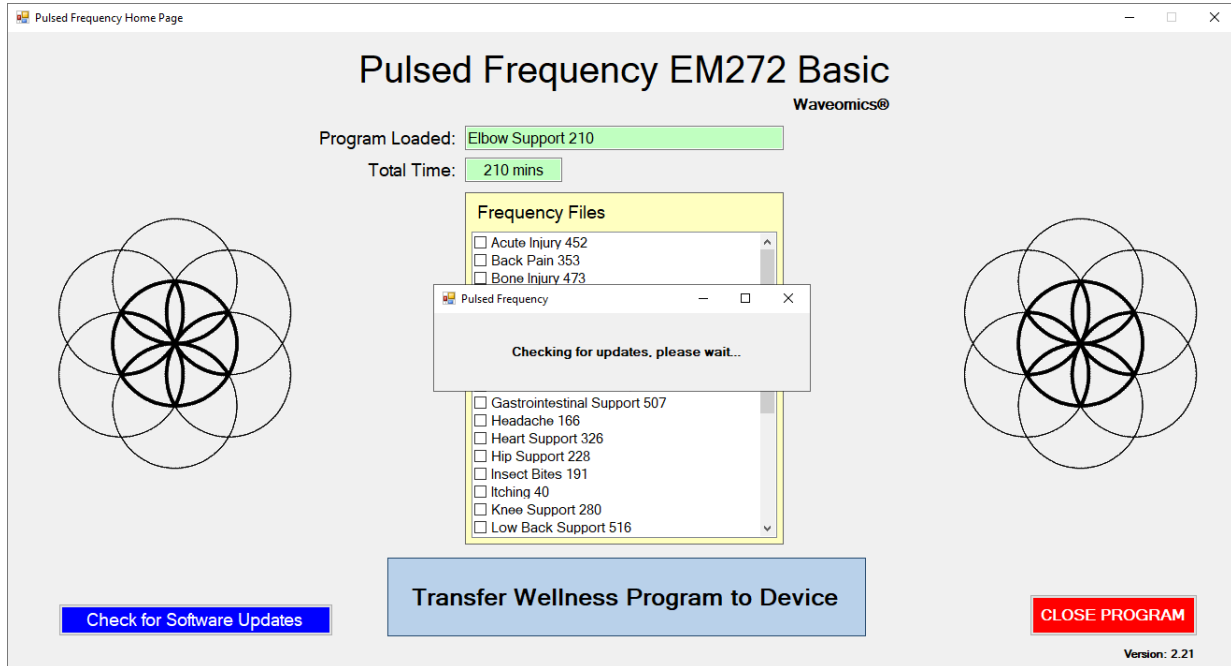 Pulsed Frequency Home Page
Pulsed Frequency EM272 Basic
Waveomics®
Program Loaded: Elbow Support 210
Total Time: 210 mins
Frequency Files
Acute Injury 452
Back Pain 353
Bone Injury 473
Pulsed Frequency
Checking for updates, please wait...
Gastrointestinal Support 507
Headache 166
Heart Support 326
Hip Support 228
Insect Bites 191
Itching 40
Knee Support 280
Low Back Support 516
Transfer Wellness Program to Device
Check for Software Updates
CLOSE PROGRAM
Version: 2.21